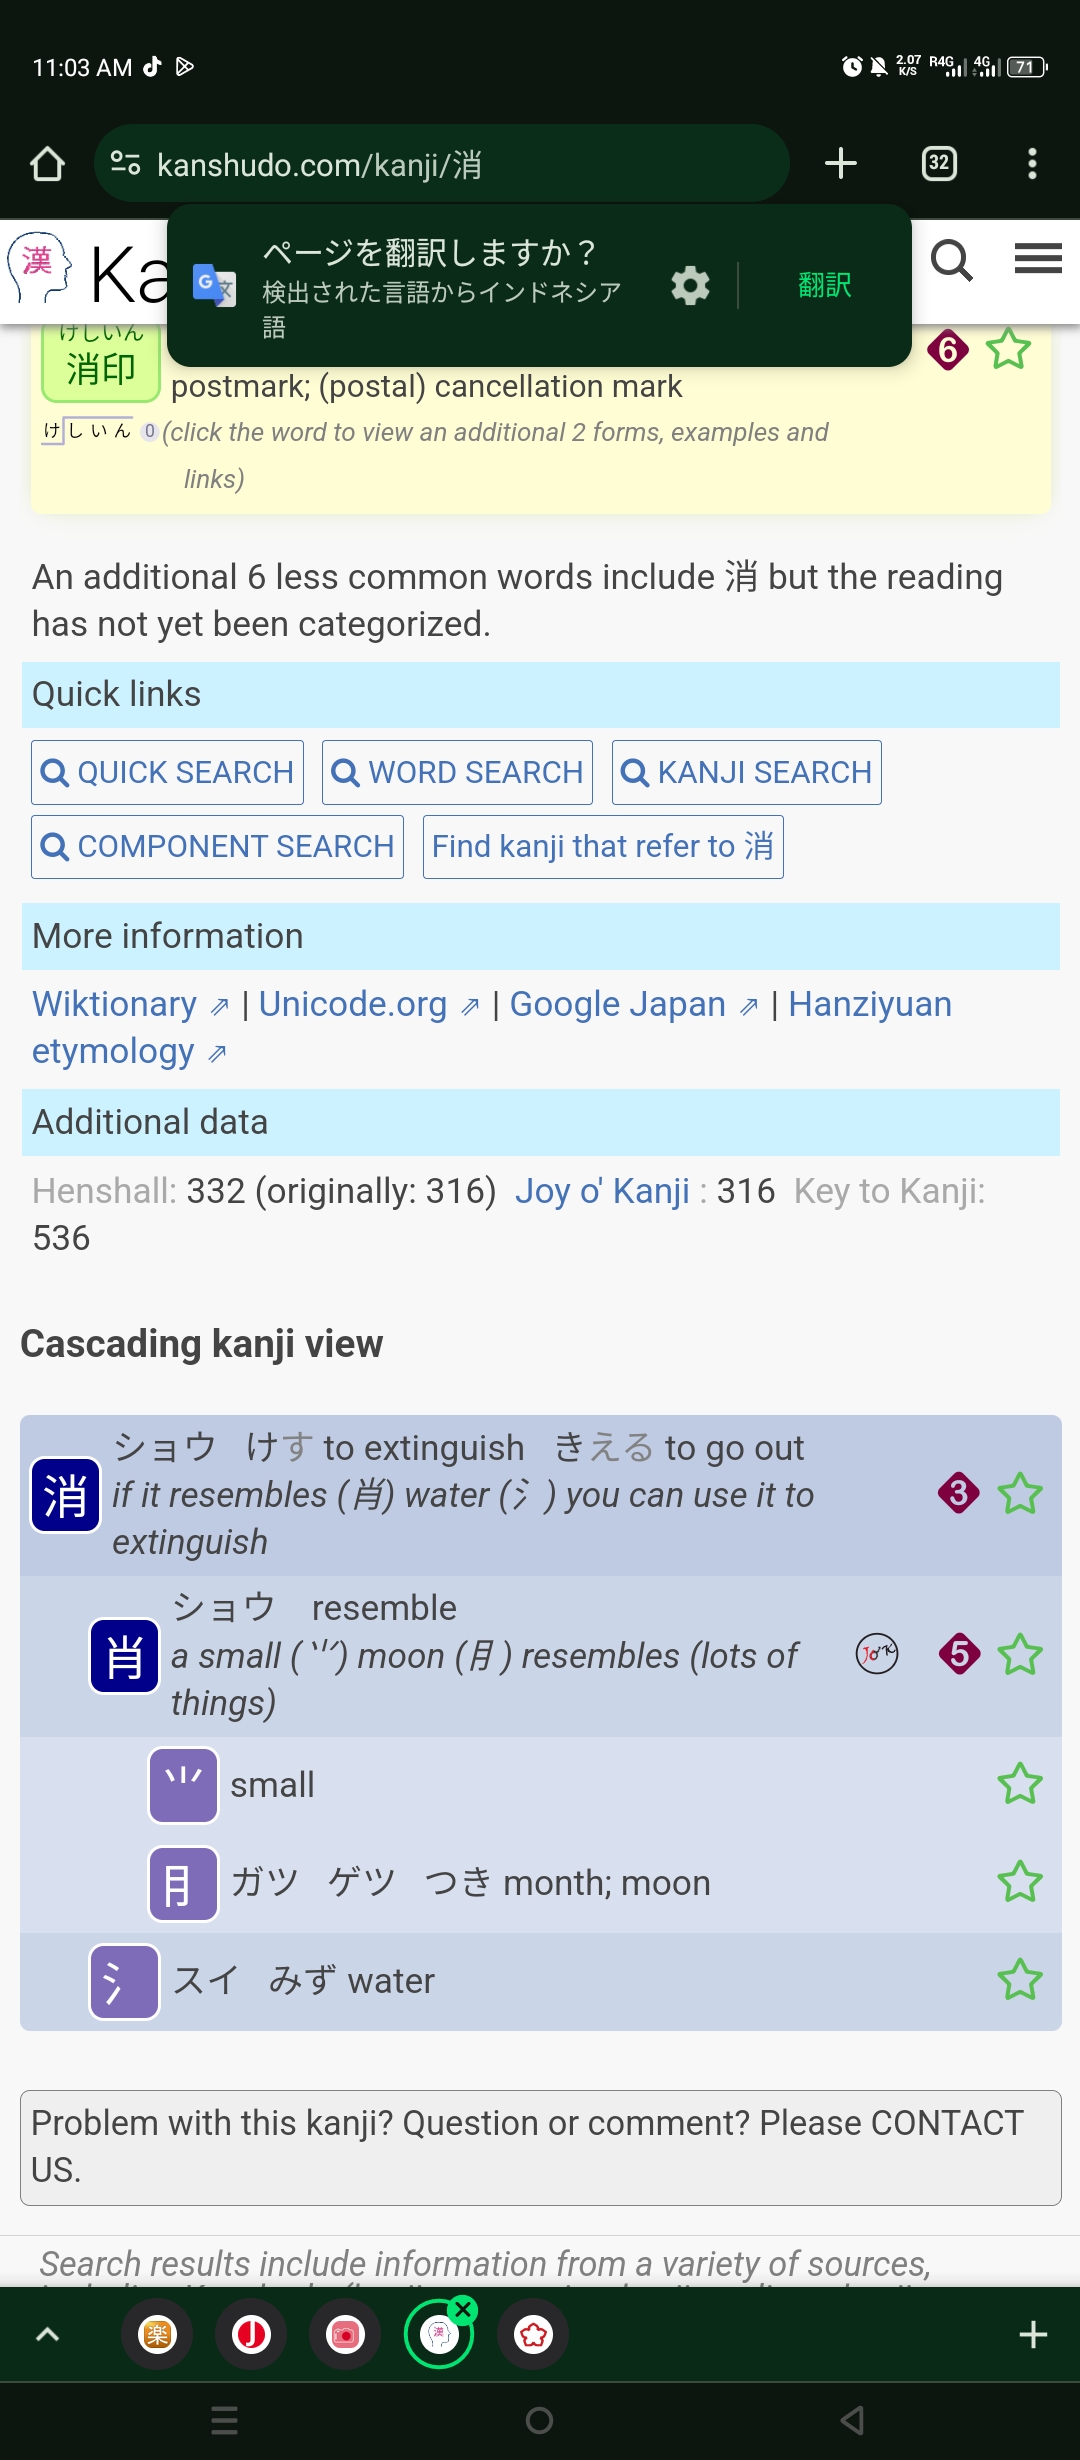 11:03 AM
2.07 K/S R4G 4G 71
kanshudo.com/kanji/消
32
漢 Ka
ページを翻訳しますか？
検出された言語からインドネシア
語
翻訳
けしいん
消印
6
postmark; (postal) cancellation mark
けしいん 0 (click the word to view an additional 2 forms, examples and
links)
An additional 6 less common words include 消 but the reading
has not yet been categorized.
Quick links
QUICK SEARCH WORD SEARCH KANJI SEARCH
COMPONENT SEARCH Find kanji that refer to 消
More information
Wiktionary ⇗ | Unicode.org ⇗ | Google Japan ⇗ | Hanziyuan
etymology ⇗
Additional data
Henshall: 332 (originally: 316) Joy o' Kanji : 316 Key to Kanji:
536
Cascading kanji view
ショウ けす to extinguish きえる to go out
消 if it resembles (肖) water (氵) you can use it to 3
extinguish
ショウ resemble
肖 a small (⺌) moon (月) resembles (lots of JO'K 5
things)
⺌ small
月 ガツ ゲツ つき month; moon
氵 スイ みず water
Problem with this kanji? Question or comment? Please CONTACT
US.
Search results include information from a variety of sources,
楽 J 漢